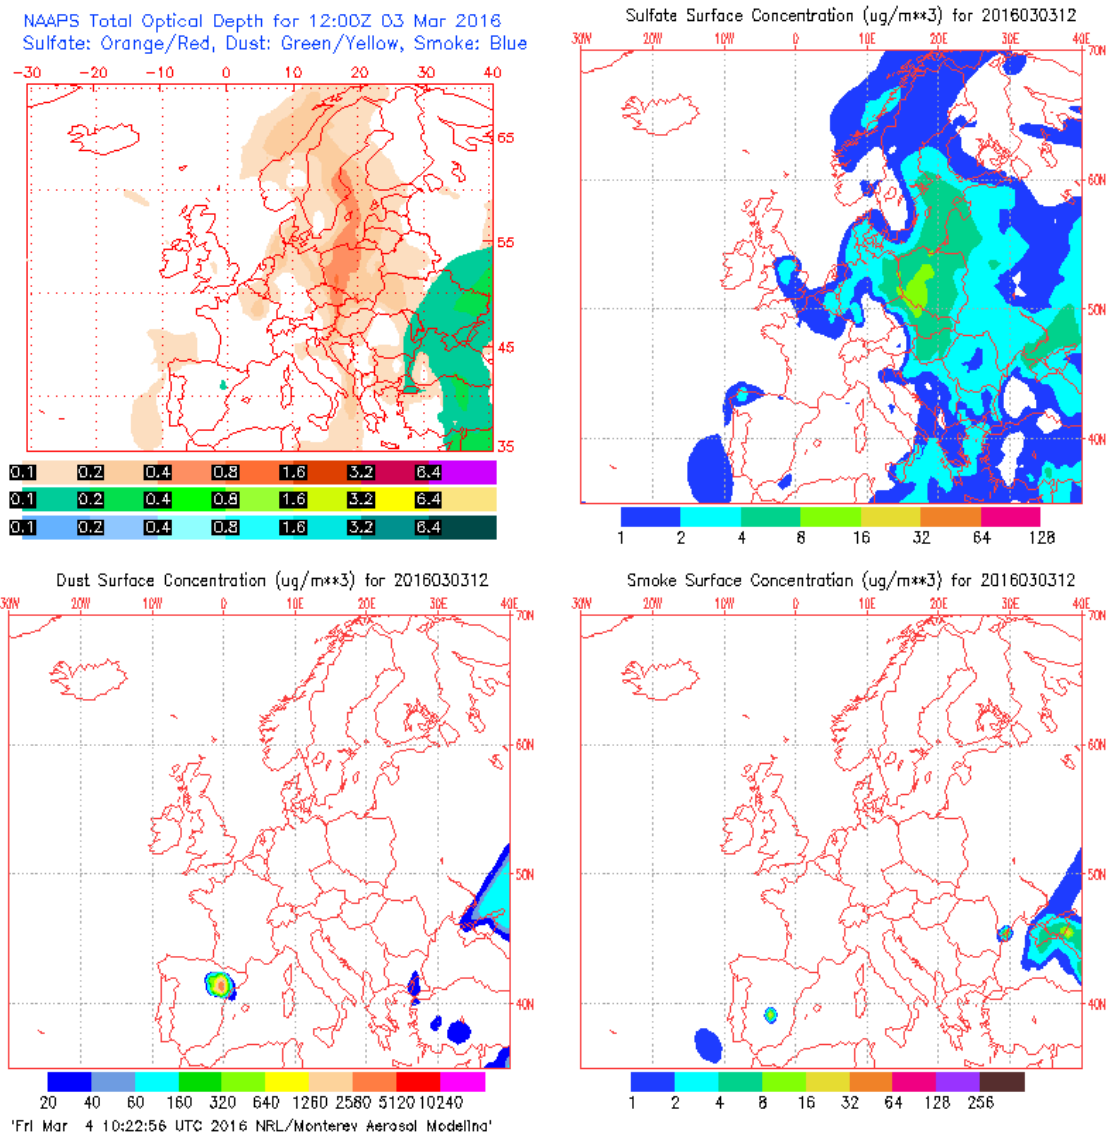 NAAPS Total Optical Depth for 12:00Z 03 Mar 2016
Sulfate: Orange/Red, Dust: Green/Yellow, Smoke: Blue
-30 -20 -10 0 10 20 30 40
65
55
45
35
0.1 0.2 0.4 0.8 1.6 3.2 6.4
0.1 0.2 0.4 0.8 1.6 3.2 6.4
0.1 0.2 0.4 0.8 1.6 3.2 6.4
Sulfate Surface Concentration (ug/m**3) for 2016030312
30W 20W 10W 0 10E 20E 30E 40E
70N
60N
50N
40N
1 2 4 8 16 32 64 128
Dust Surface Concentration (ug/m**3) for 2016030312
30W 20W 10W 0 10E 20E 30E 40E
70N
60N
50N
40N
20 40 60 160 320 640 1260 2580 5120 10240
'Fri Mar 4 10:22:56 UTC 2016 NRL/Monterey Aerosol Modeling'
Smoke Surface Concentration (ug/m**3) for 2016030312
30W 20W 10W 0 10E 20E 30E 40E
70N
60N
50N
40N
1 2 4 8 16 32 64 128 256